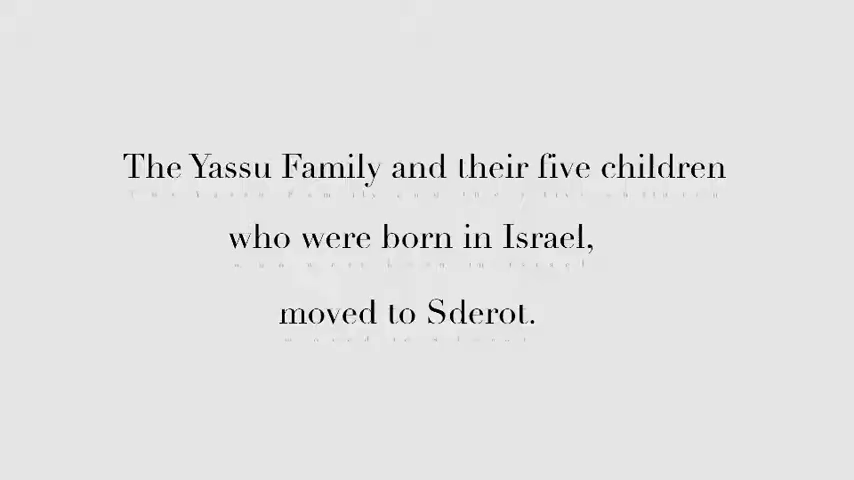 The Yassu Family and their five children
who were born in Israel,
moved to Sderot.